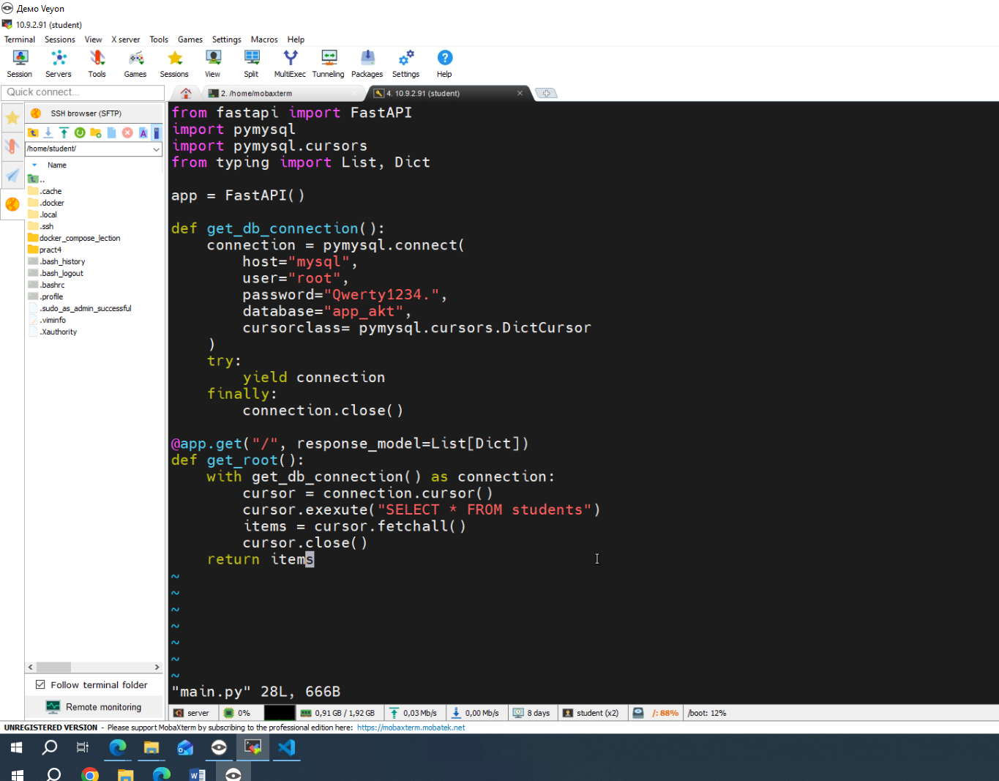 Демо Veyon
10.9.2.91 (student)
Terminal Sessions View X server Tools Games Settings Macros Help
Session Servers Tools Games Sessions View Split MultiExec Tunneling Packages Settings Help
Quick connect...
2. /home/mobaxterm
4. 10.9.2.91 (student)
SSH browser (SFTP)
/home/student/
Name
..
.cache
.docker
.local
.ssh
docker_compose_lection
pract4
.bash_history
.bash_logout
.bashrc
.profile
.sudo_as_admin_successful
.viminfo
.Xauthority
Follow terminal folder
Remote monitoring
from fastapi import FastAPI
import pymysql
import pymysql.cursors
from typing import List, Dict
app = FastAPI()
def get_db_connection():
    connection = pymysql.connect(
        host="mysql",
        user="root",
        password="Qwerty1234.",
        database="app_akt",
        cursorclass= pymysql.cursors.DictCursor
    )
    try:
        yield connection
    finally:
        connection.close()
@app.get("/", response_model=List[Dict])
def get_root():
    with get_db_connection() as connection:
        cursor = connection.cursor()
        cursor.exexute("SELECT * FROM students")
        items = cursor.fetchall()
        cursor.close()
    return items
~
~
~
~
~
~
~
"main.py" 28L, 666B
server 0% 0,91 GB / 1,92 GB 0,03 Mb/s 0,00 Mb/s 8 days student (x2) /: 88% /boot: 12%
UNREGISTERED VERSION - Please support MobaXterm by subscribing to the professional edition here: https://mobaxterm.mobatek.net